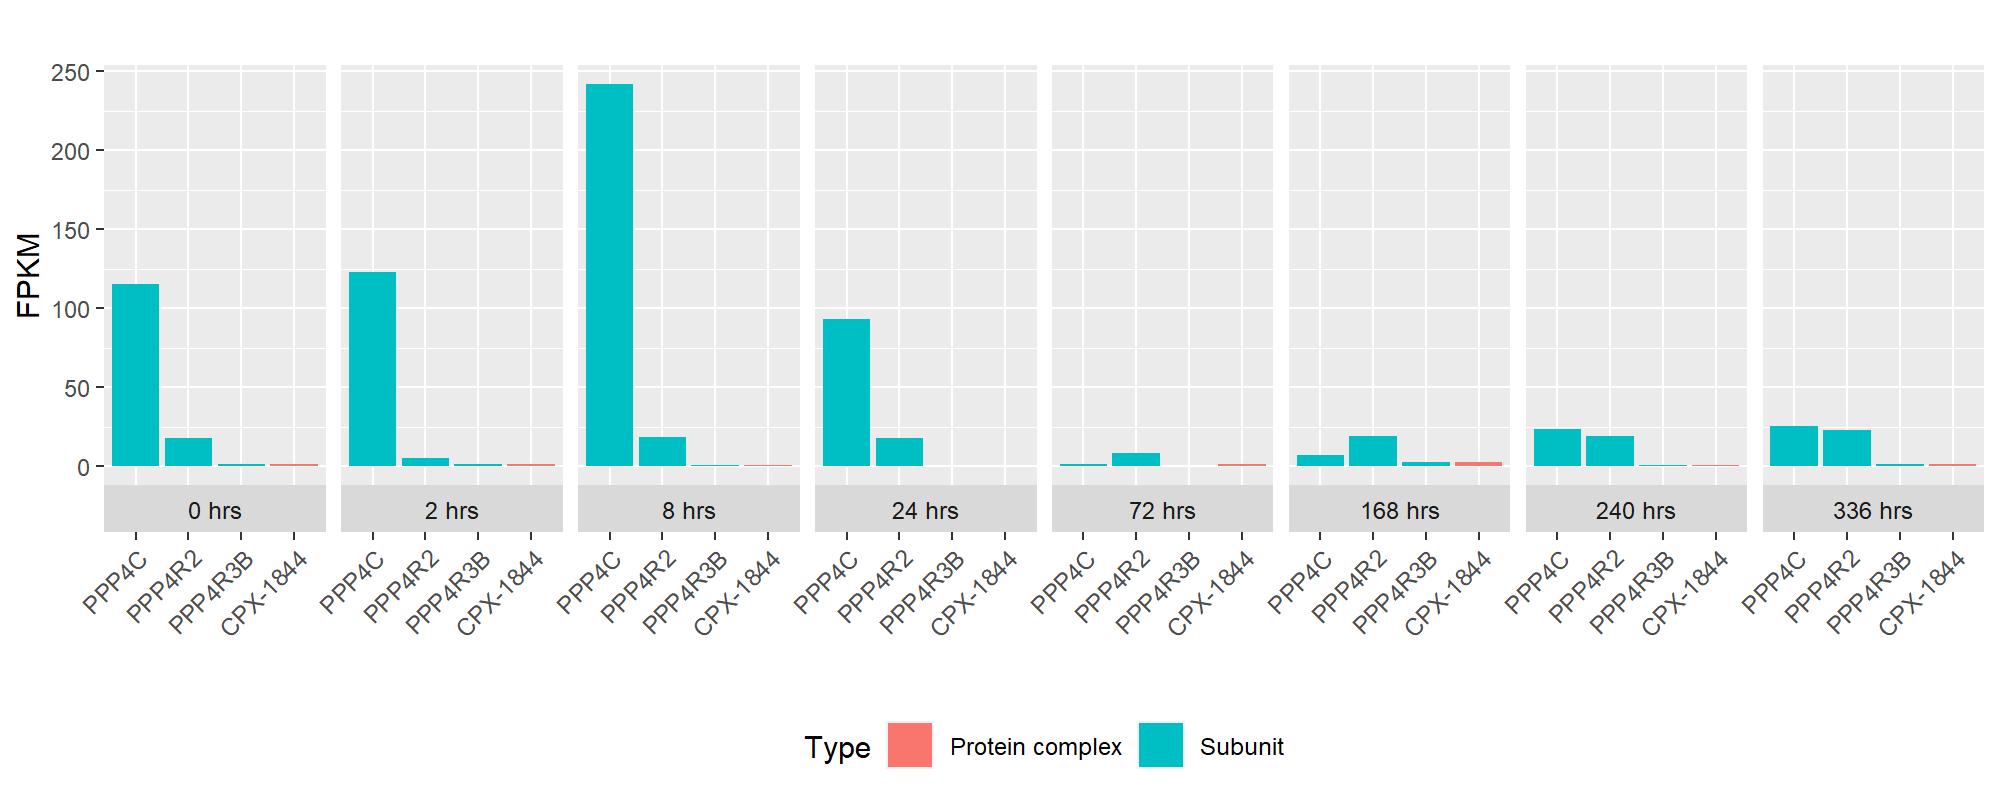 FPKM
250
200
150
100
50
0
0 hrs 2 hrs 8 hrs 24 hrs 72 hrs 168 hrs 240 hrs 336 hrs
PPP4C PPP4R2 PPP4R3B CPX-1844 PPP4C PPP4R2 PPP4R3B CPX-1844 PPP4C PPP4R2 PPP4R3B CPX-1844 PPP4C PPP4R2 PPP4R3B CPX-1844 PPP4C PPP4R2 PPP4R3B CPX-1844 PPP4C PPP4R2 PPP4R3B CPX-1844 PPP4C PPP4R2 PPP4R3B CPX-1844 PPP4C PPP4R2 PPP4R3B CPX-1844
Type Protein complex Subunit